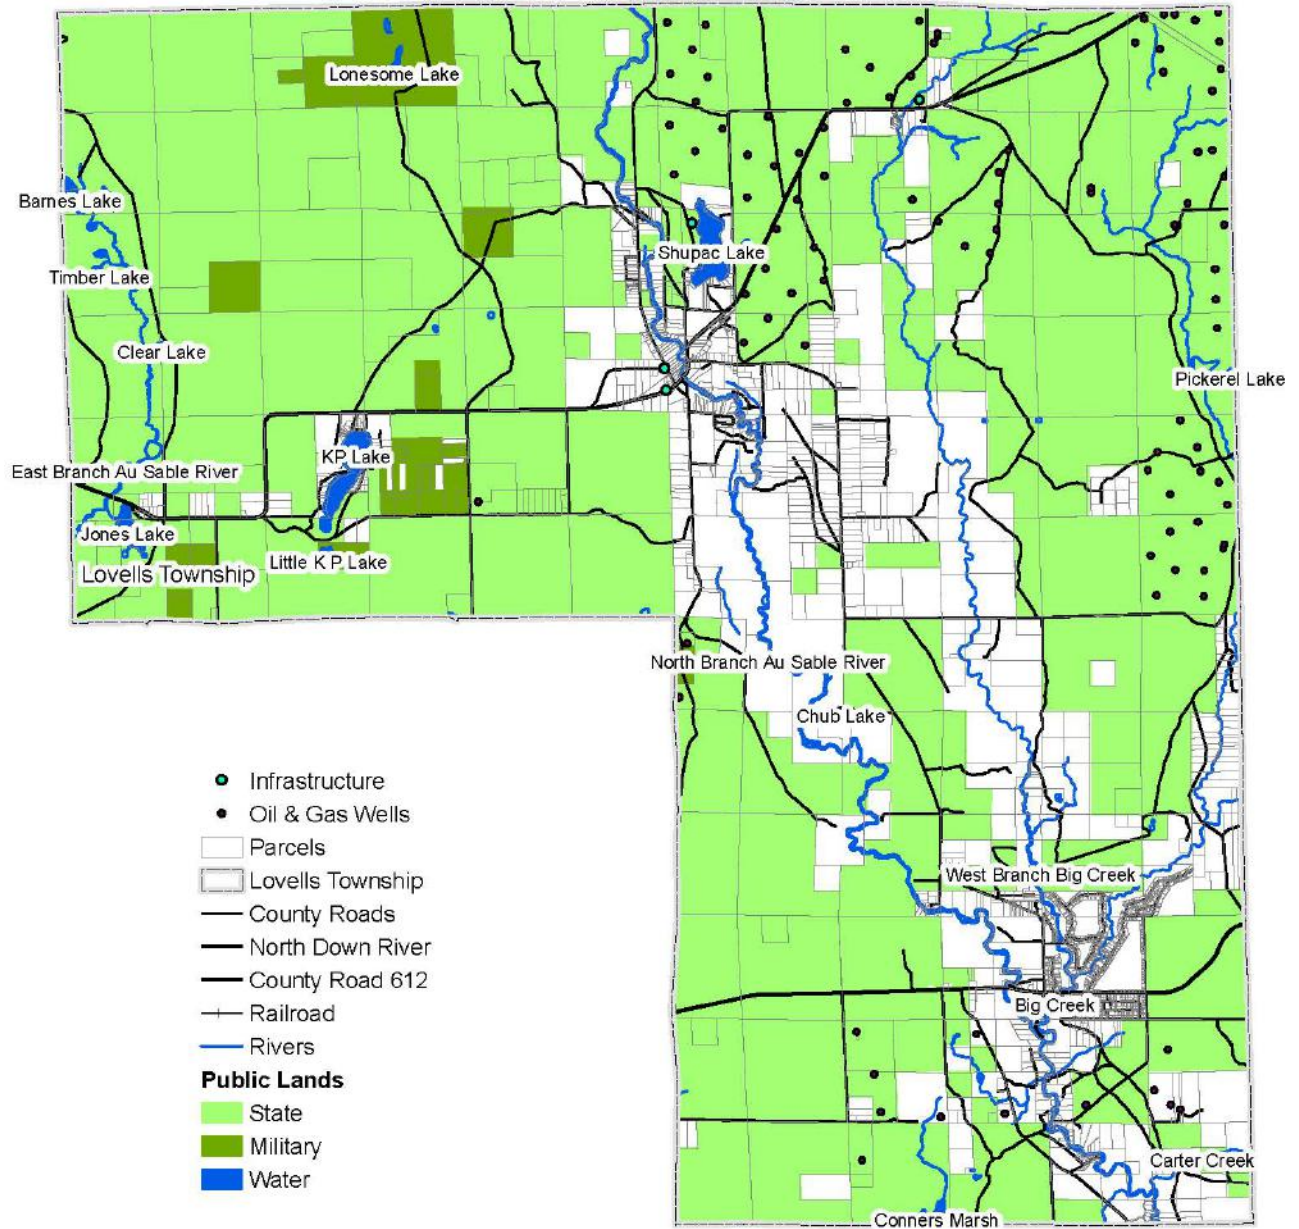 Lonesome Lake
Barnes Lake
Shupac Lake
Timber Lake
Clear Lake
Pickerel Lake
KP Lake
East Branch Au Sable River
Jones Lake
Little K P Lake
Lovells Township
North Branch Au Sable River
Chub Lake
Infrastructure
Oil & Gas Wells
Parcels
Lovells Township
County Roads
North Down River
County Road 612
Railroad
Rivers
Public Lands
State
Military
Water
West Branch Big Creek
Big Creek
Carter Creek
Conners Marsh